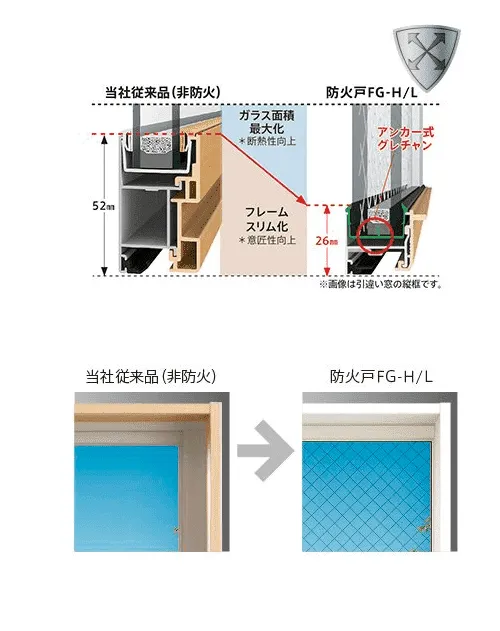 当社従来品（非防火）
防火戸FG-H/L
ガラス面積
最大化
＊断熱性向上
アンカー式
グレチャン
52㎜
フレーム
スリム化
＊意匠性向上
26㎜
※画像は引違い窓の縦框です。
当社従来品（非防火）
防火戸FG-H/L